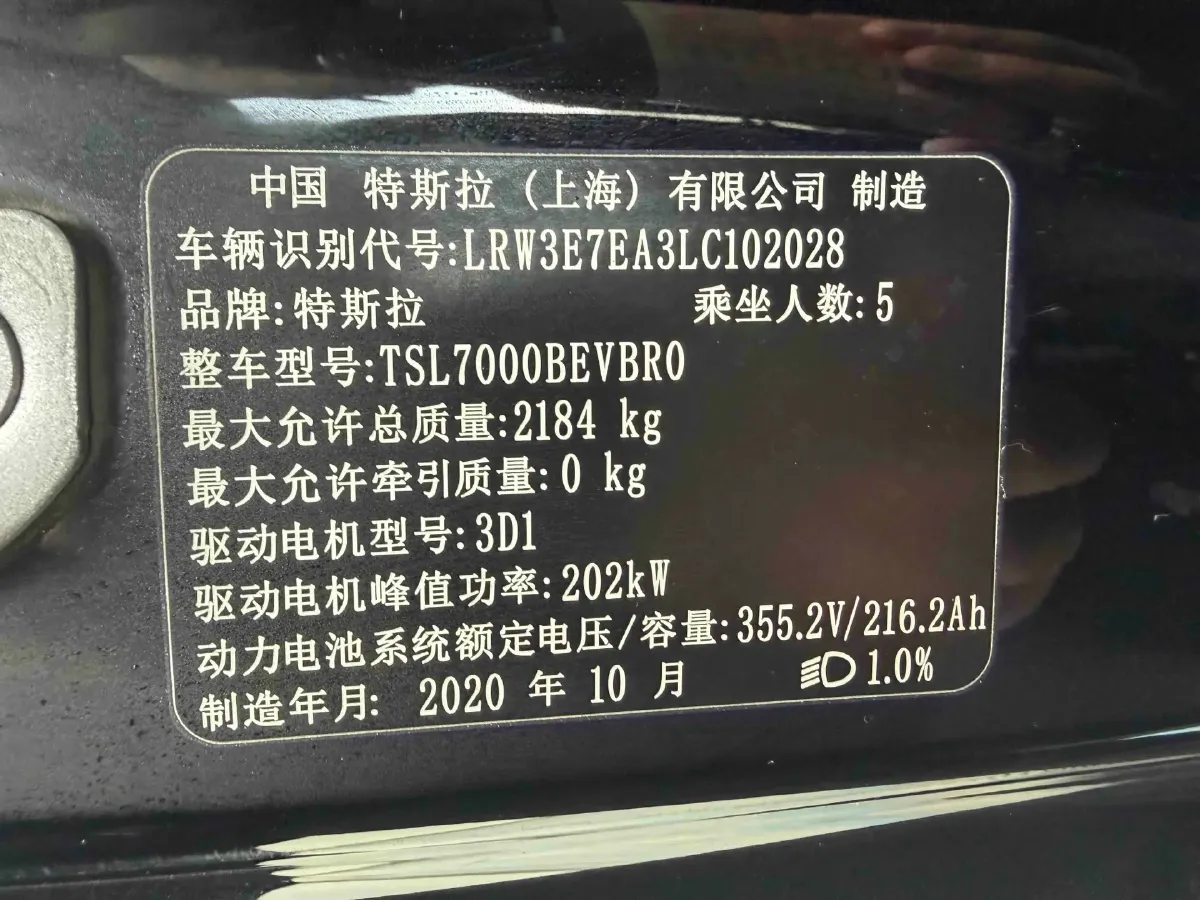 中国 特斯拉（上海）有限公司 制造
车辆识别代号:LRW3E7EA3LC102028
品牌:特斯拉 乘坐人数:5
整车型号:TSL7000BEVBR0
最大允许总质量:2184 kg
最大允许牵引质量:0 kg
驱动电机型号:3D1
驱动电机峰值功率:202kW
动力电池系统额定电压/容量:355.2V/216.2Ah
制造年月: 2020 年 10 月 1.0%